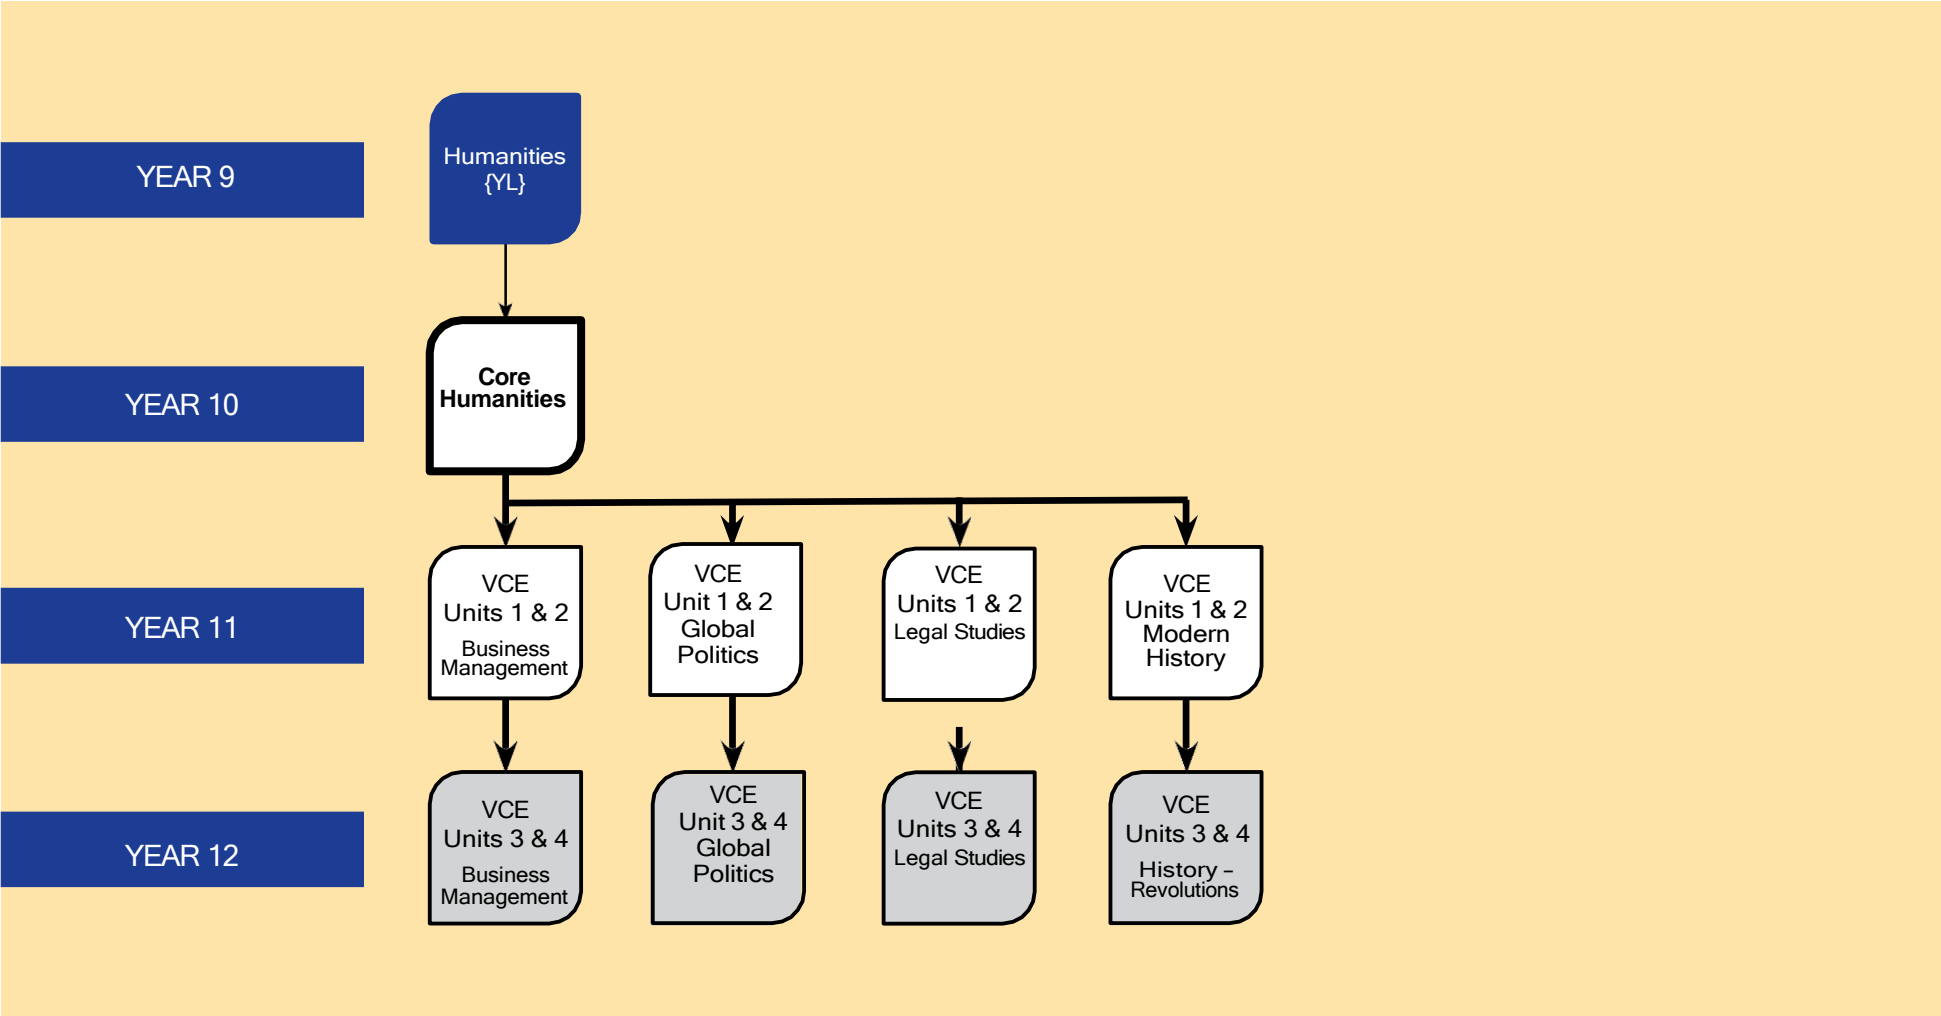 YEAR 9
Humanities
{YL}
YEAR 10
Core
Humanities
YEAR 11
VCE
Units 1 & 2
Business
Management
VCE
Unit 1 & 2
Global
Politics
VCE
Units 1 & 2
Legal Studies
VCE
Units 1 & 2
Modern
History
YEAR 12
VCE
Units 3 & 4
Business
Management
VCE
Unit 3 & 4
Global
Politics
VCE
Units 3 & 4
Legal Studies
VCE
Units 3 & 4
History –
Revolutions